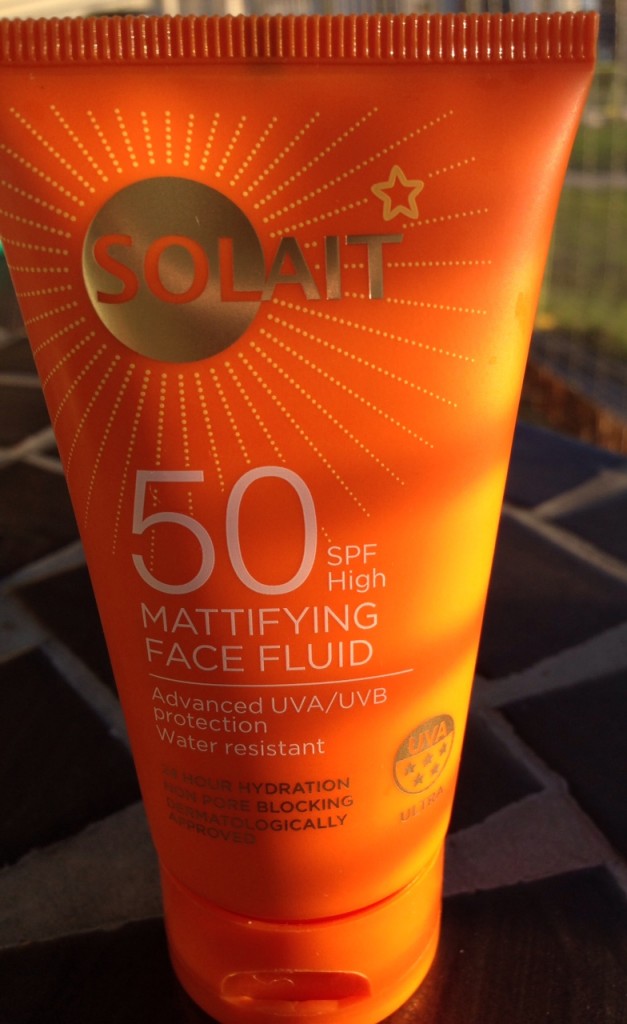 SOLAIT
50
SPF
High
MATTIFYING
FACE FLUID
Advanced UVA/UVB
protection
Water resistant
HOUR HYDRATION
NON PORE BLOCKING
DERMATOLOGICALLY
APPROVED
UVA
ULTRA